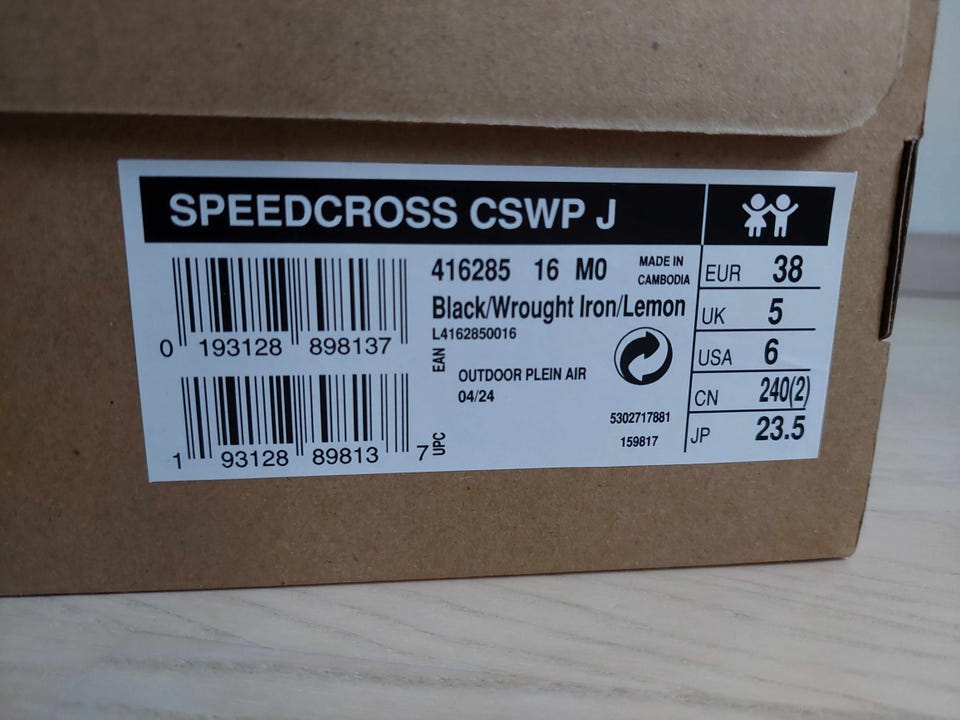 SPEEDCROSS CSWP J
0 193128 898137
EAN
1 93128 89813 7
UPC
416285 16 M0
MADE IN
CAMBODIA
Black/Wrought Iron/Lemon
L4162850016
OUTDOOR PLEIN AIR
04/24
5302717881
159817
EUR 38
UK 5
USA 6
CN 240(2)
JP 23.5